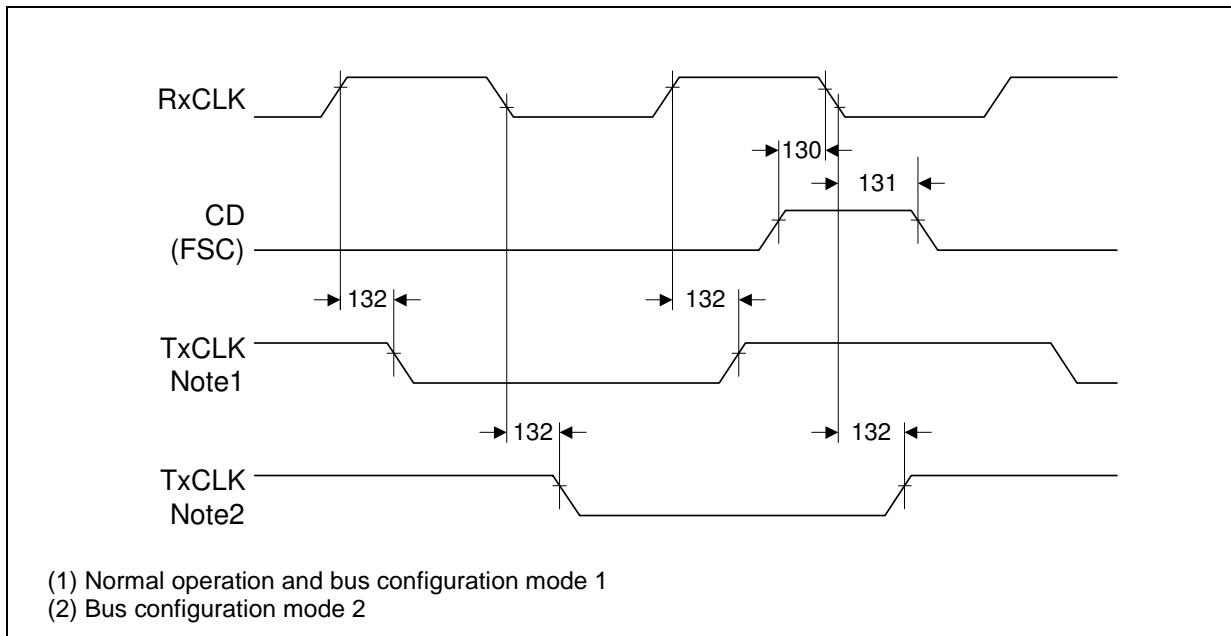 RxCLK
130
131
CD
(FSC)
132
132
TxCLK
Note1
132
132
TxCLK
Note2
(1) Normal operation and bus configuration mode 1
(2) Bus configuration mode 2